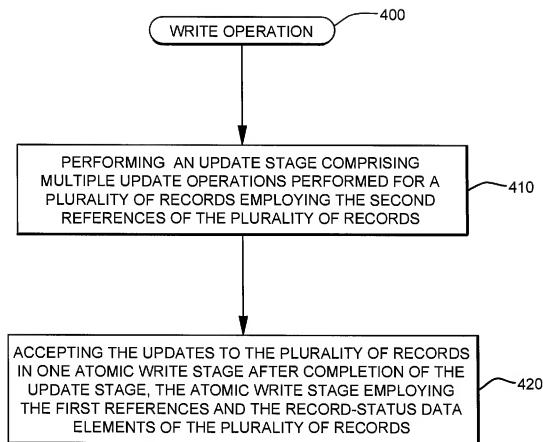 WRITE OPERATION
400
PERFORMING AN UPDATE STAGE COMPRISING
MULTIPLE UPDATE OPERATIONS PERFORMED FOR A
PLURALITY OF RECORDS EMPLOYING THE SECOND
REFERENCES OF THE PLURALITY OF RECORDS
410
ACCEPTING THE UPDATES TO THE PLURALITY OF RECORDS
IN ONE ATOMIC WRITE STAGE AFTER COMPLETION OF THE
UPDATE STAGE, THE ATOMIC WRITE STAGE EMPLOYING
THE FIRST REFERENCES AND THE RECORD-STATUS DATA
ELEMENTS OF THE PLURALITY OF RECORDS
420